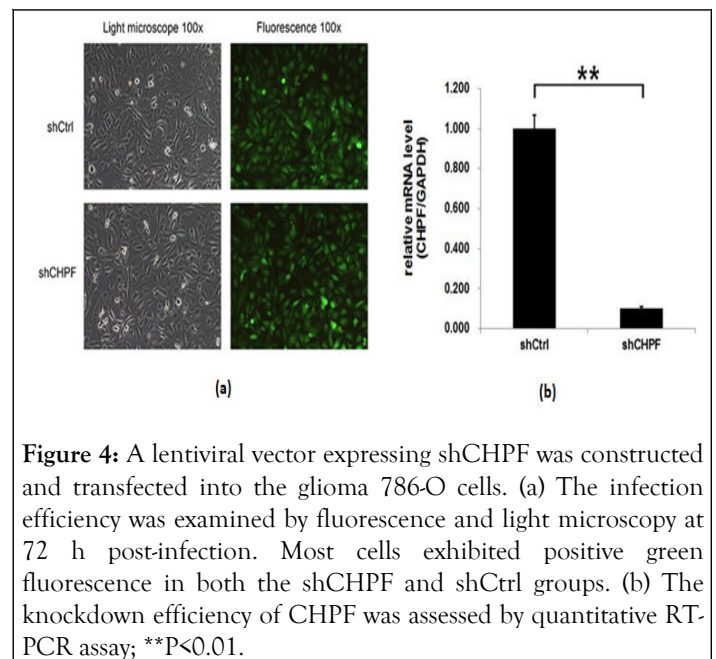 Light microscope 100x
Fluorescence 100x
shCtrl
shCHPF
(a)
**
relative mRNA level
(CHPF/GAPDH)
1.200
1.000
0.800
0.600
0.400
0.200
0.000
shCtrl
shCHPF
(b)
Figure 4: A lentiviral vector expressing shCHPF was constructed
and transfected into the glioma 786-O cells. (a) The infection
efficiency was examined by fluorescence and light microscopy at
72 h post-infection. Most cells exhibited positive green
fluorescence in both the shCHPF and shCtrl groups. (b) The
knockdown efficiency of CHPF was assessed by quantitative RT-
PCR assay; **P<0.01.